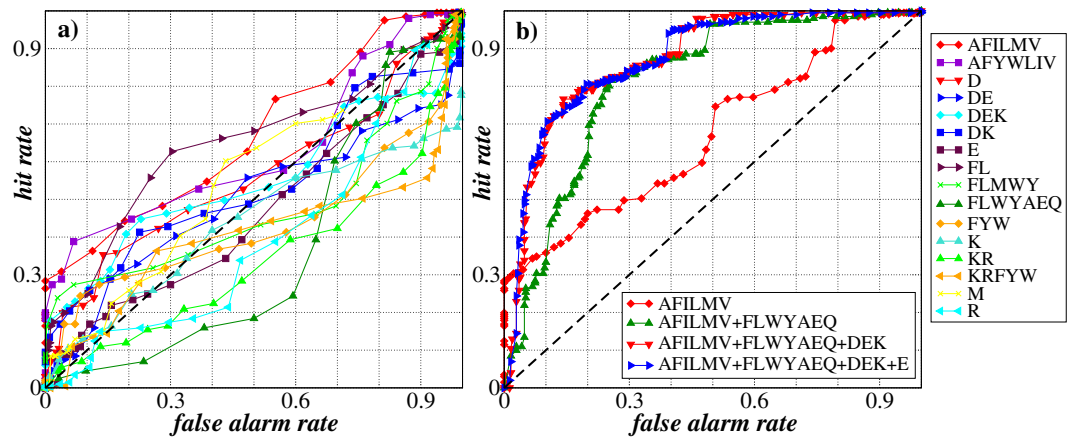 a)
hit rate
0.9
0.3
0
0
0.3
0.6
0.9
false alarm rate
b)
hit rate
0.9
0.3
0
0
0.3
0.6
0.9
false alarm rate
AFILMV
AFILMV+FLWYAEQ
AFILMV+FLWYAEQ+DEK
AFILMV+FLWYAEQ+DEK+E
AFILMV
AFYWLIV
D
DE
DEK
DK
E
FL
FLMWY
FLWYAEQ
FYW
K
KR
KRFYW
M
R